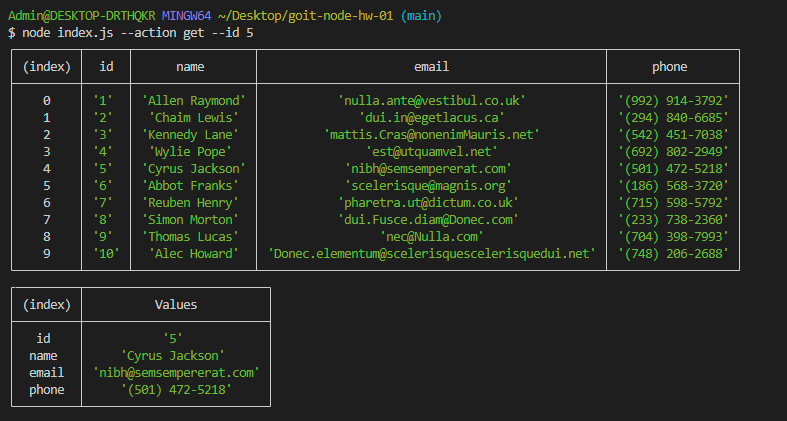 Admin@DESKTOP-DRTHQKR MINGW64 ~/Desktop/goit-node-hw-01 (main)
$ node index.js --action get --id 5
(index) id name email phone
0 '1' 'Allen Raymond' 'nulla.ante@vestibul.co.uk' '(992) 914-3792'
1 '2' 'Chaim Lewis' 'dui.in@egetlacus.ca' '(294) 840-6685'
2 '3' 'Kennedy Lane' 'mattis.Cras@nonenimMauris.net' '(542) 451-7038'
3 '4' 'Wylie Pope' 'est@utquamvel.net' '(692) 802-2949'
4 '5' 'Cyrus Jackson' 'nibh@semsempererat.com' '(501) 472-5218'
5 '6' 'Abbot Franks' 'scelerisque@magnis.org' '(186) 568-3720'
6 '7' 'Reuben Henry' 'pharetra.ut@dictum.co.uk' '(715) 598-5792'
7 '8' 'Simon Morton' 'dui.Fusce.diam@Donec.com' '(233) 738-2360'
8 '9' 'Thomas Lucas' 'nec@Nulla.com' '(704) 398-7993'
9 '10' 'Alec Howard' 'Donec.elementum@scelerisquescelerisquedui.net' '(748) 206-2688'
(index) Values
id '5'
name 'Cyrus Jackson'
email 'nibh@semsempererat.com'
phone '(501) 472-5218'